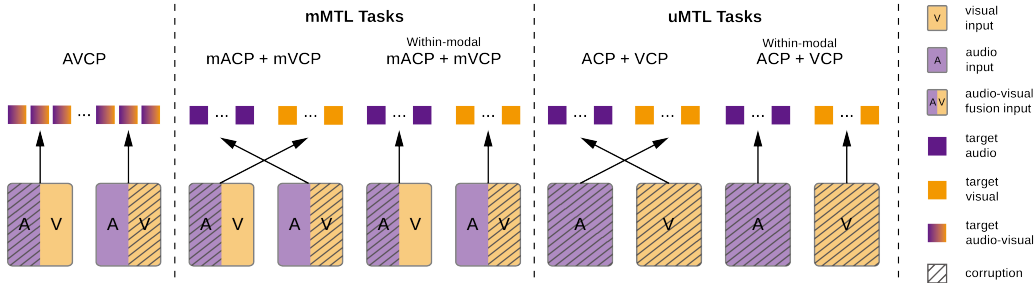 mMTL Tasks
uMTL Tasks
AVCP
mACP + mVCP
Within-modal
mACP + mVCP
ACP + VCP
Within-modal
ACP + VCP
...
...
...
...
...
...
...
...
...
A V
A V
A V
A V
A V
A V
A
V
A
V
V
visual
input
A
audio
input
A V
audio-visual
fusion input
target
audio
target
visual
target
audio-visual
corruption